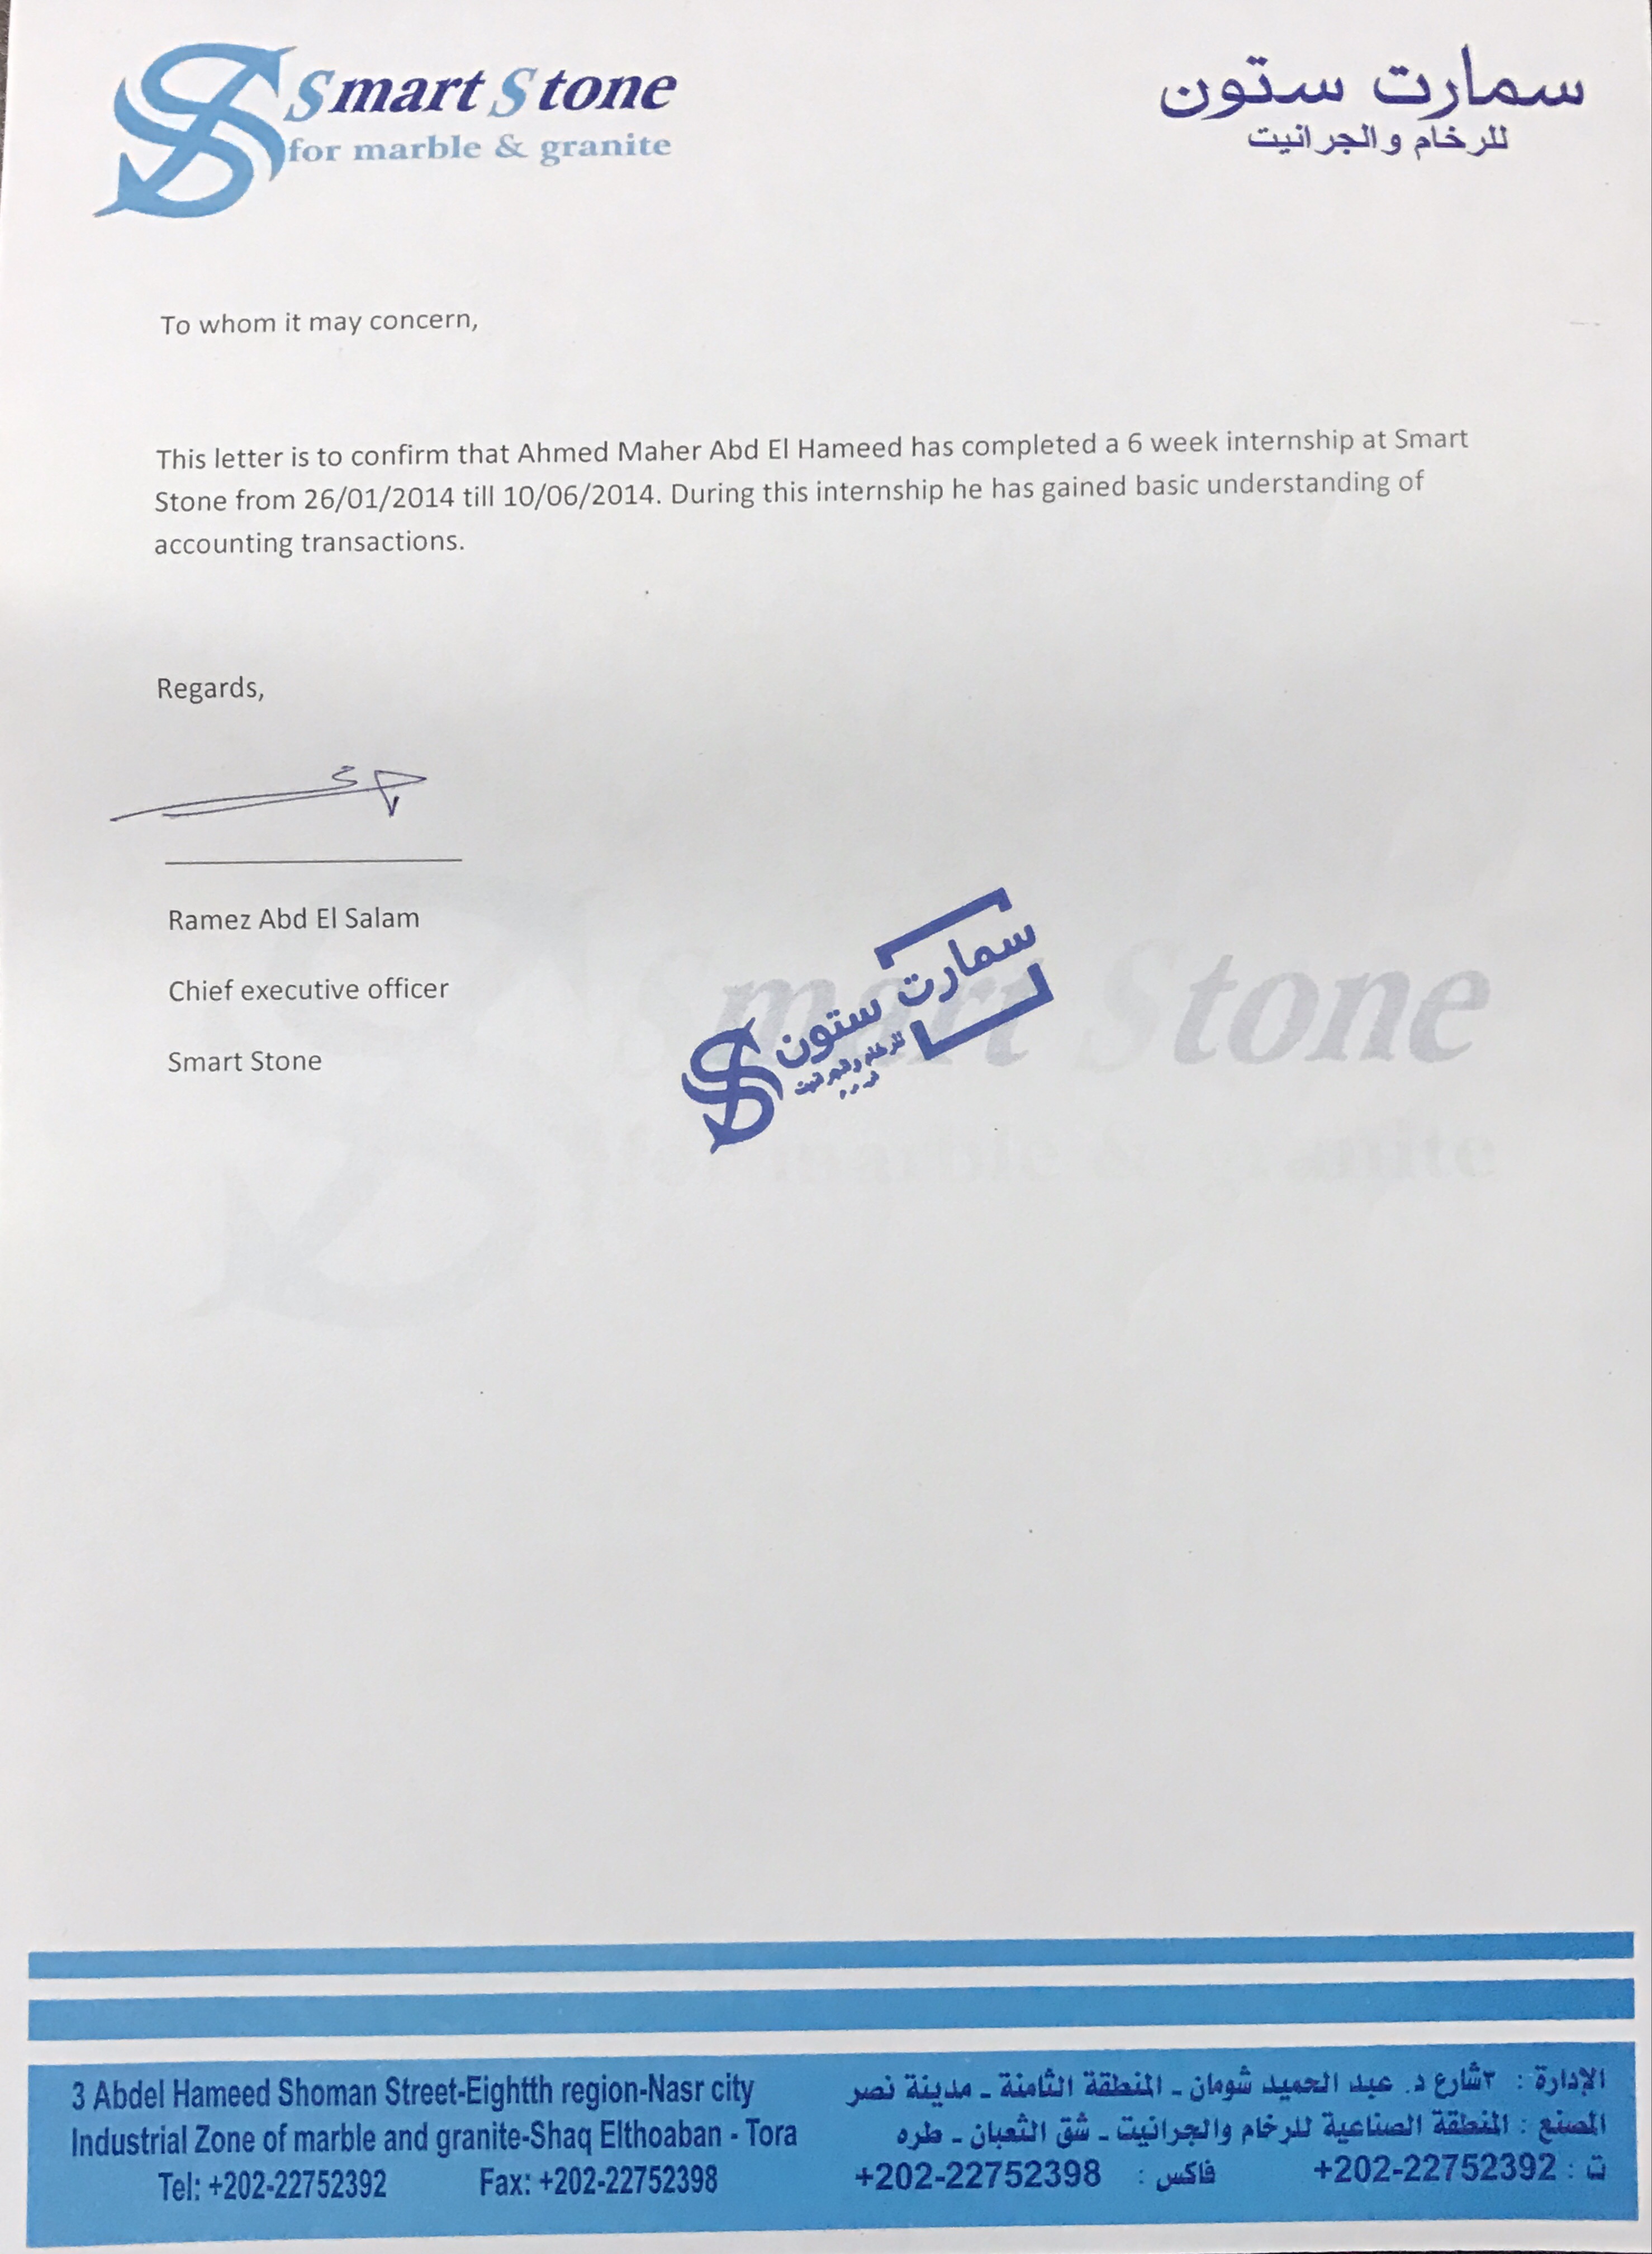 Smart Stone
for marble & granite
سمارت ستون
للرخام والجرانيت
To whom it may concern,
This letter is to confirm that Ahmed Maher Abd El Hameed has completed a 6 week internship at Smart
Stone from 26/01/2014 till 10/06/2014. During this internship he has gained basic understanding of
accounting transactions.
Regards,
Ramez Abd El Salam
Chief executive officer
Smart Stone
سمارت ستون
للرخام والجرانيت
Smart Stone
for marble & granite
3 Abdel Hameed Shoman Street-Eightth region-Nasr city
Industrial Zone of marble and granite-Shaq Elthoaban - Tora
Tel: +202-22752392 Fax: +202-22752398
الإدارة : ٣شارع د. عبد الحميد شومان - المنطقة الثامنة - مدينة نصر
المصنع : المنطقة الصناعية للرخام والجرانيت - شق الثعبان - طره
ت : +202-22752392 فاكس : +202-22752398